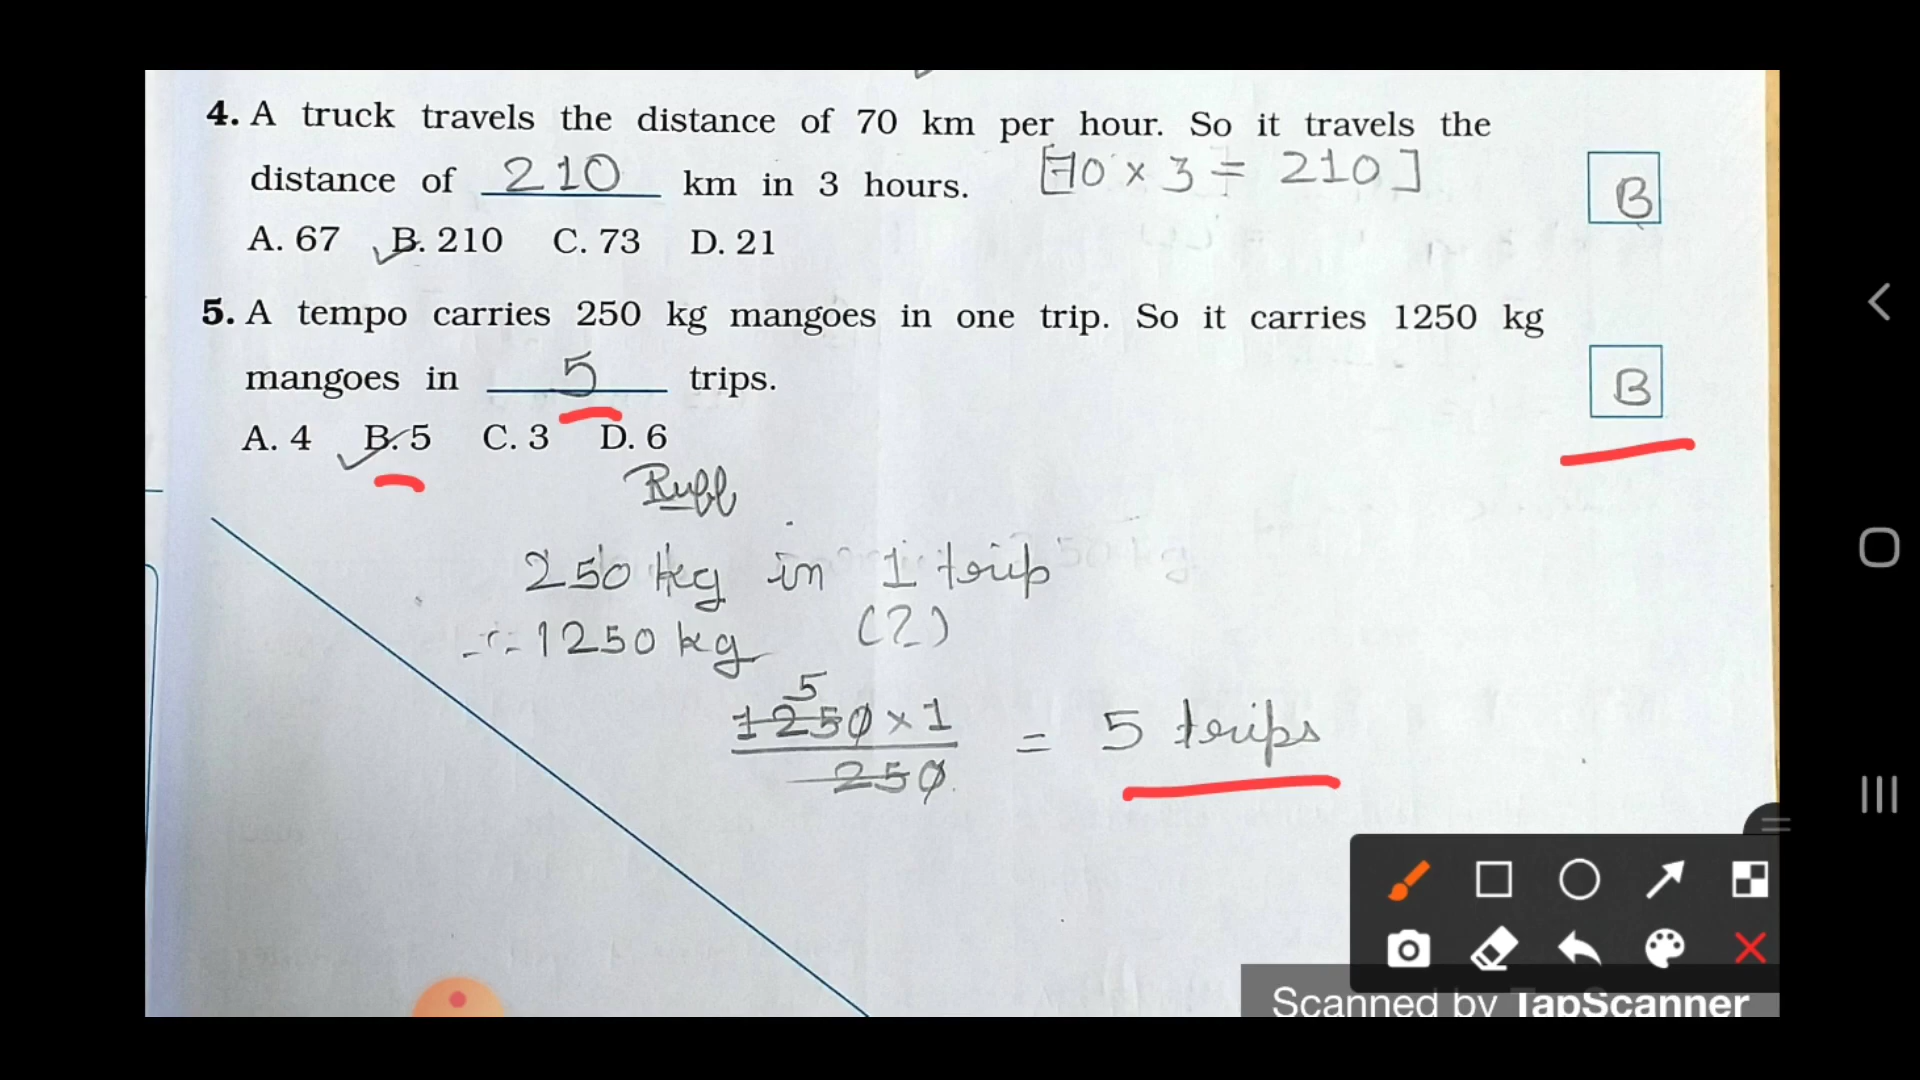 4. A truck travels the distance of 70 km per hour. So it travels the
distance of 210 km in 3 hours. [70 × 3 = 210]
B
A. 67 B. 210 C. 73 D. 21
5. A tempo carries 250 kg mangoes in one trip. So it carries 1250 kg
mangoes in 5 trips.
B
A. 4 B. 5 C. 3 D. 6
Ruff
250 kg in 1 trip
∴ 1250 kg (?)
5
1250 × 1
250
= 5 trips
Scanned by TapScanner